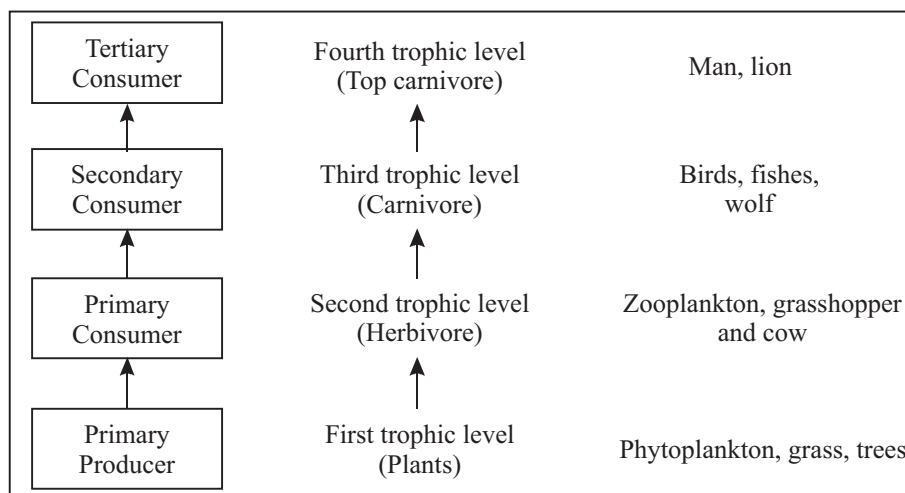 Tertiary
Consumer
Fourth trophic level
(Top carnivore)
Man, lion
Secondary
Consumer
Third trophic level
(Carnivore)
Birds, fishes,
wolf
Primary
Consumer
Second trophic level
(Herbivore)
Zooplankton, grasshopper
and cow
Primary
Producer
First trophic level
(Plants)
Phytoplankton, grass, trees